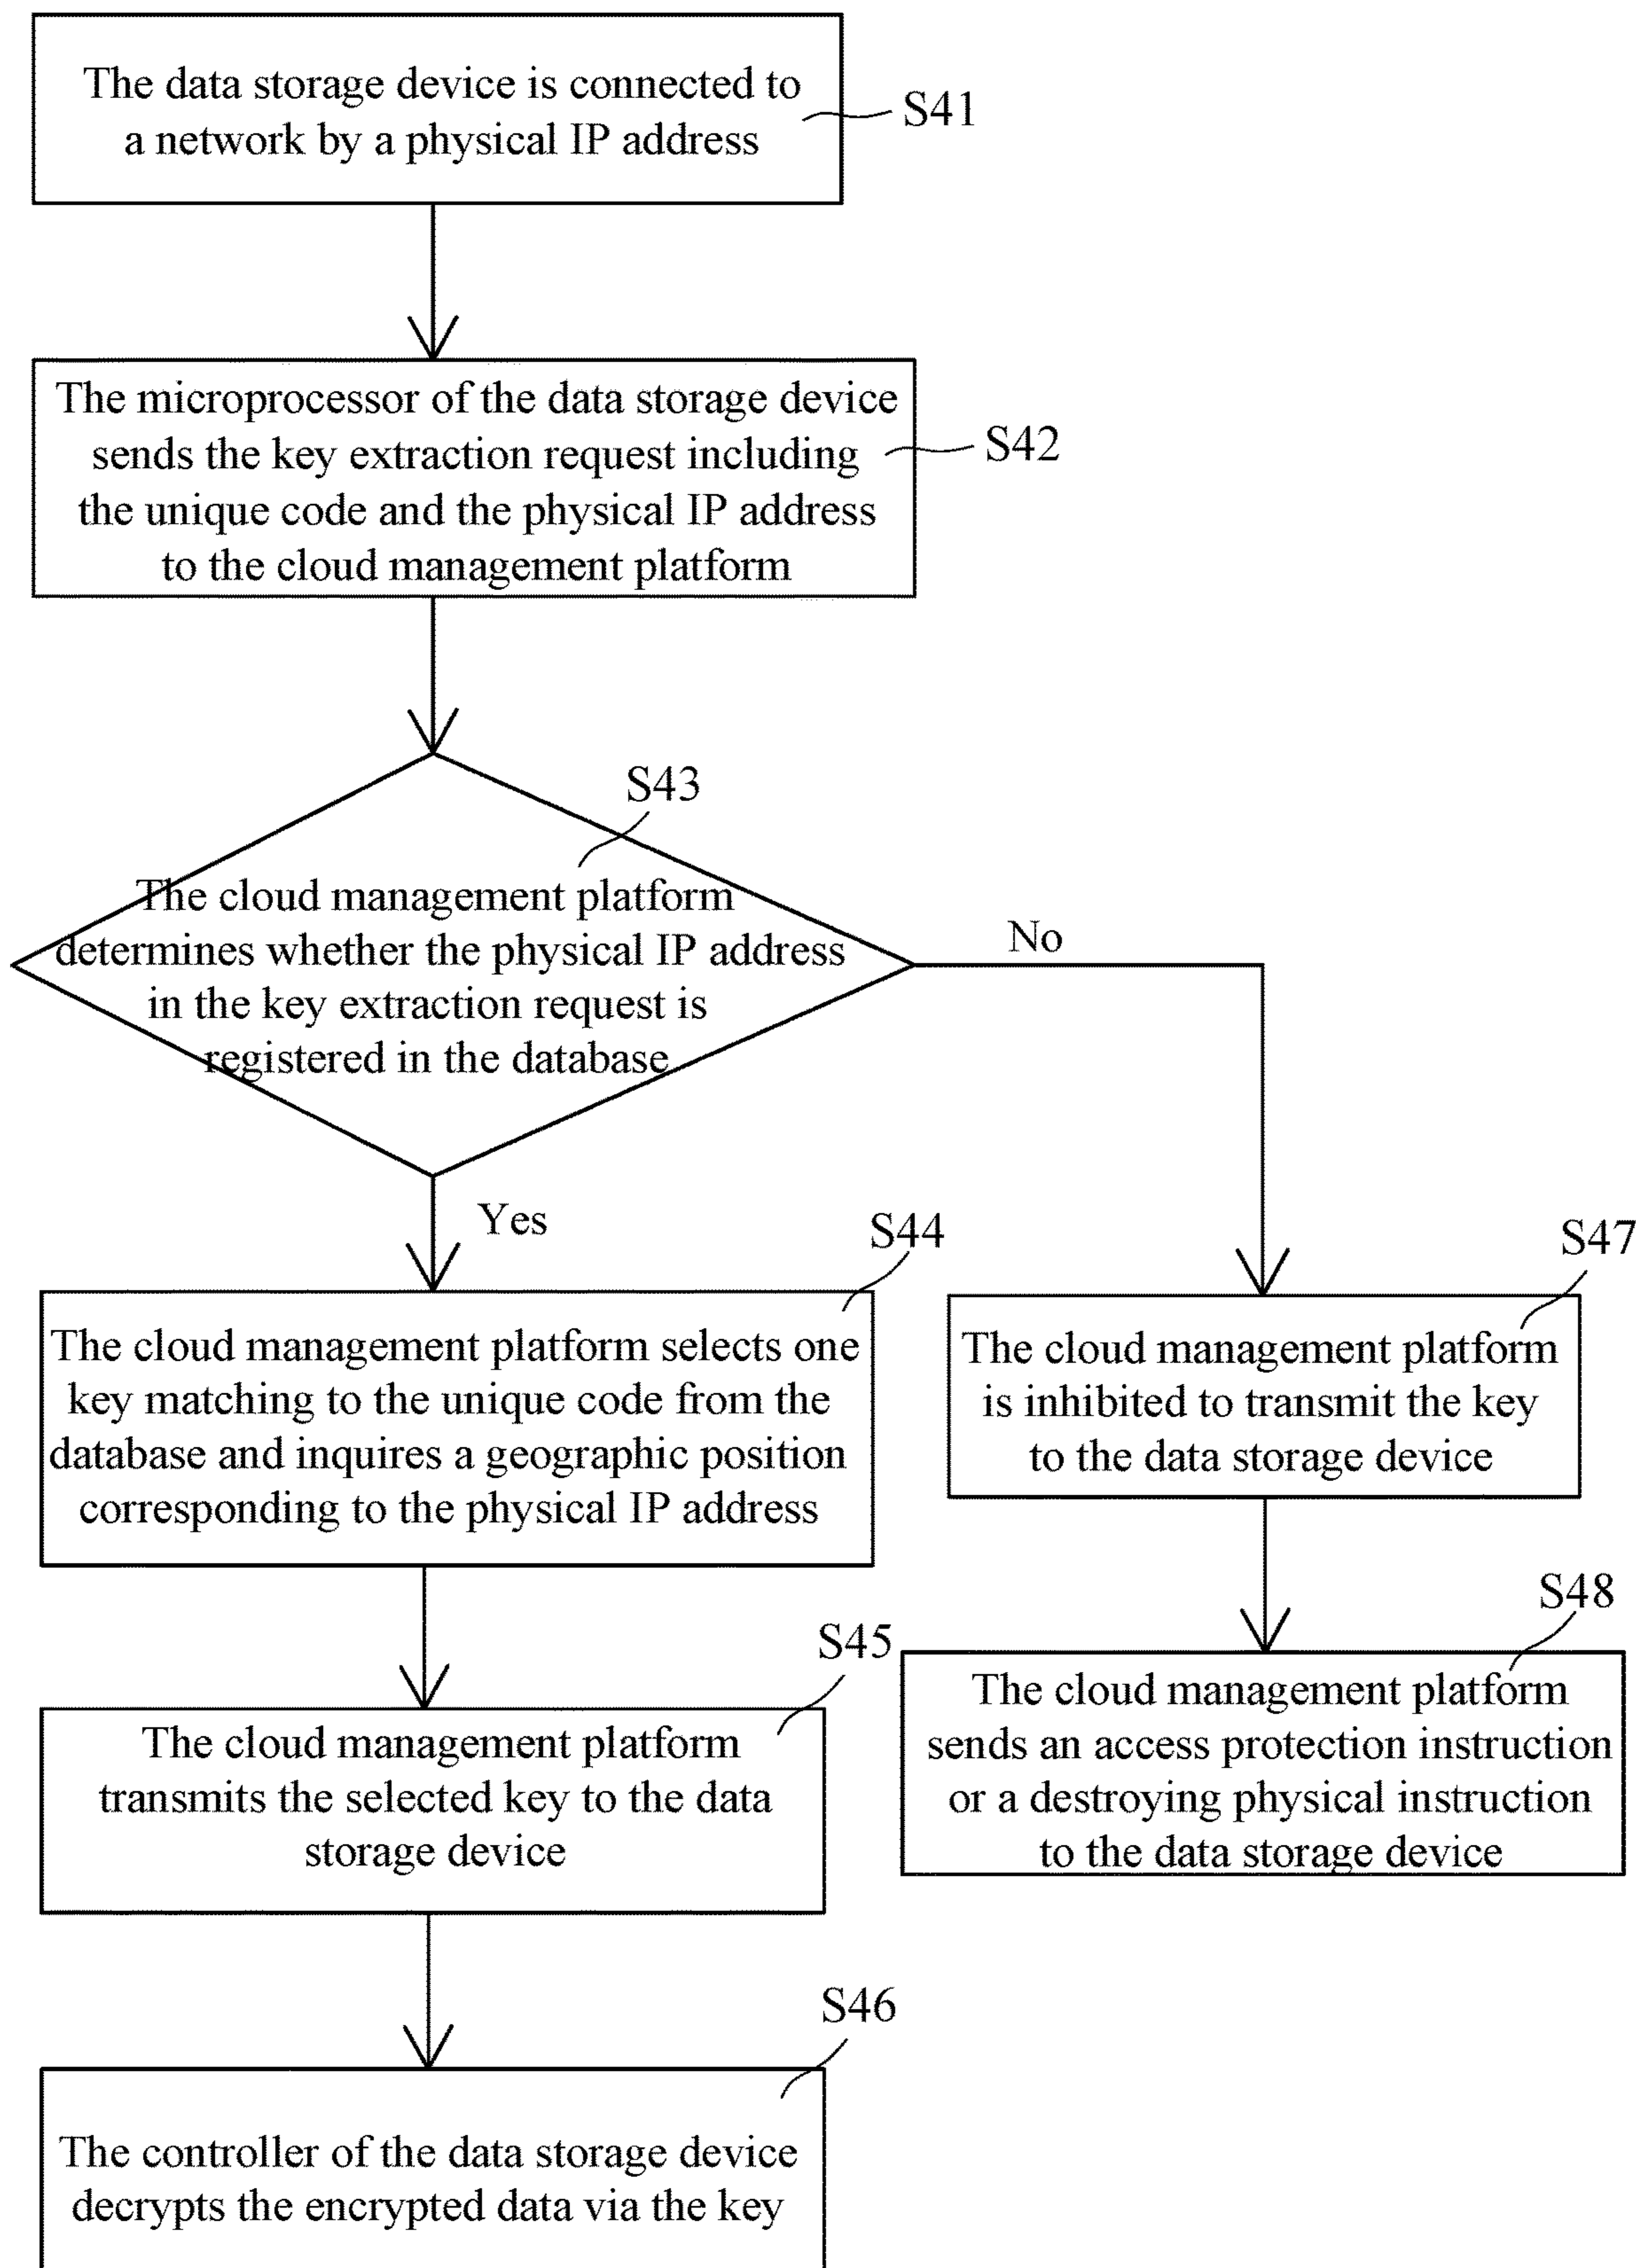 The data storage device is connected to
a network by a physical IP address
S41
The microprocessor of the data storage device
sends the key extraction request including
the unique code and the physical IP address
to the cloud management platform
S42
S43
The cloud management platform
determines whether the physical IP address
in the key extraction request is
registered in the database
No
Yes
S44
The cloud management platform selects one
key matching to the unique code from the
database and inquires a geographic position
corresponding to the physical IP address
S47
The cloud management platform
is inhibited to transmit the key
to the data storage device
S45
The cloud management platform
transmits the selected key to the data
storage device
S48
The cloud management platform
sends an access protection instruction
or a destroying physical instruction
to the data storage device
S46
The controller of the data storage device
decrypts the encrypted data via the key